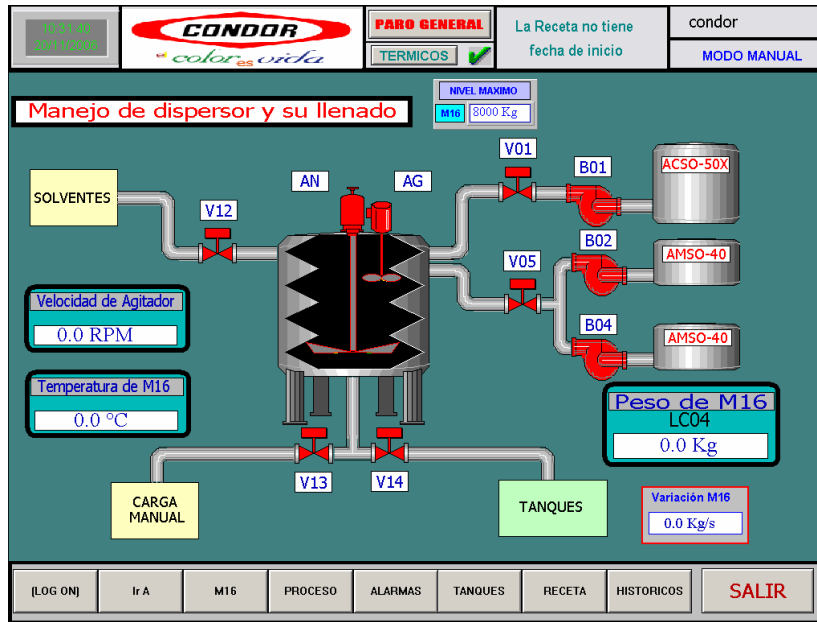 10:31:40
20/11/2006
CONDOR
color es vida
PARO GENERAL
TERMICOS
La Receta no tiene
fecha de inicio
condor
MODO MANUAL
NIVEL MAXIMO
M16 8000 Kg
Manejo de dispersor y su llenado
V01
B01
ACSO-50X
SOLVENTES
AN
AG
V12
B02
AMSO-40
V05
Velocidad de Agitador
0.0 RPM
B04
AMSO-40
Temperatura de M16
0.0 °C
Peso de M16
LC04
0.0 Kg
V13
V14
CARGA
MANUAL
TANQUES
Variación M16
0.0 Kg/s
(LOG ON)
Ir A
M16
PROCESO
ALARMAS
TANQUES
RECETA
HISTORICOS
SALIR